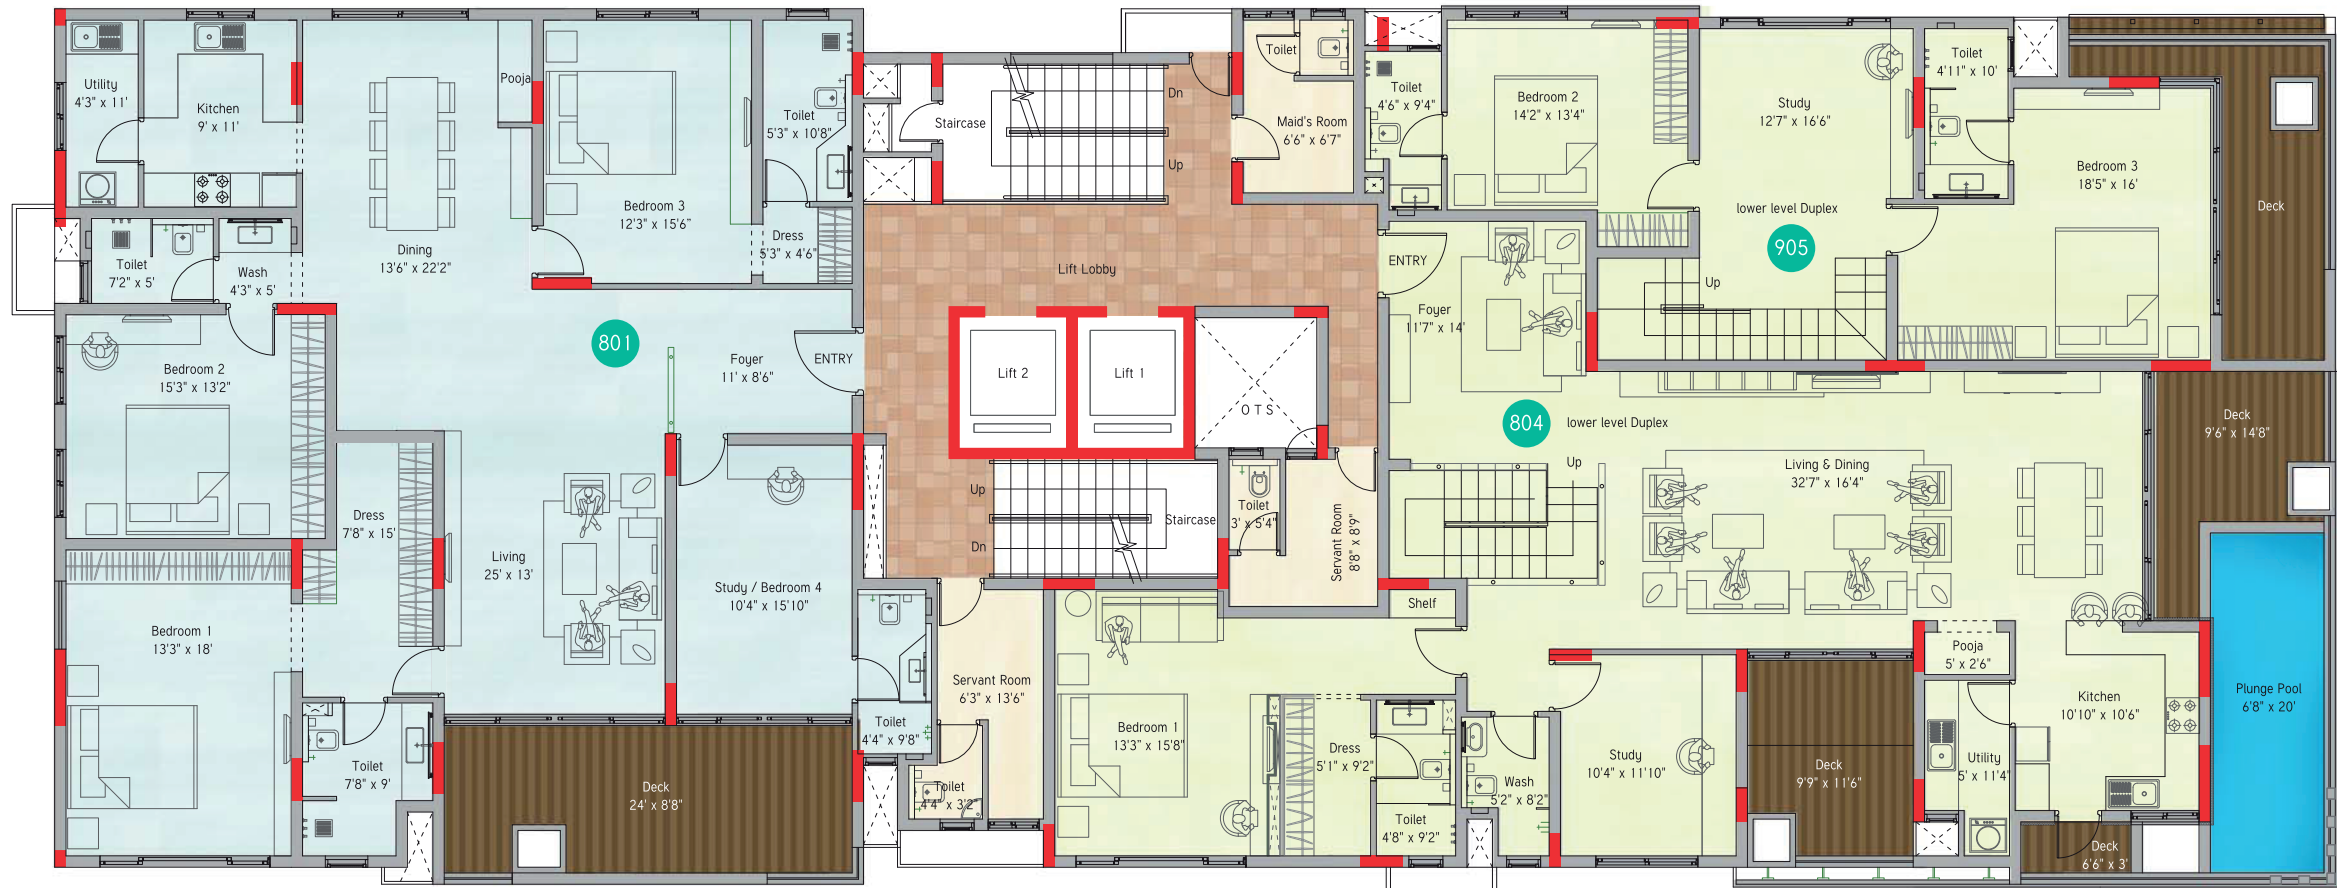 Utility
4'3" x 11'
Kitchen
9' x 11'
Pooja
Dining
13'6" x 22'2"
Bedroom 3
12'3" x 15'6"
Toilet
5'3" x 10'8"
Dress
5'3" x 4'6"
Toilet
7'2" x 5'
Wash
4'3" x 5'
Bedroom 2
15'3" x 13'2"
801
Foyer
11' x 8'6"
ENTRY
Dress
7'8" x 15'
Living
25' x 13'
Study / Bedroom 4
10'4" x 15'10"
Bedroom 1
13'3" x 18'
Toilet
7'8" x 9'
Deck
24' x 8'8"
Toilet
4'4" x 9'8"
Staircase
Dn
Up
Lift Lobby
Lift 2
Lift 1
O T S
Up
Dn
Staircase
Toilet
3' x 5'4"
Servant Room
8'8" x 8'9"
Servant Room
6'3" x 13'6"
Toilet
4'4" x 3'2"
Toilet
Maid's Room
6'6" x 6'7"
Toilet
4'6" x 9'4"
Bedroom 2
14'2" x 13'4"
Study
12'7" x 16'6"
Toilet
4'11" x 10'
Bedroom 3
18'5" x 16'
Deck
lower level Duplex
905
Up
ENTRY
Foyer
11'7" x 14'
804
lower level Duplex
Up
Living & Dining
32'7" x 16'4"
Deck
9'6" x 14'8"
Shelf
Bedroom 1
13'3" x 15'8"
Dress
5'1" x 9'2"
Toilet
4'8" x 9'2"
Wash
5'2" x 8'2"
Study
10'4" x 11'10"
Deck
9'9" x 11'6"
Pooja
5' x 2'6"
Utility
5' x 11'4"
Kitchen
10'10" x 10'6"
Plunge Pool
6'8" x 20'
Deck
6'6" x 3'